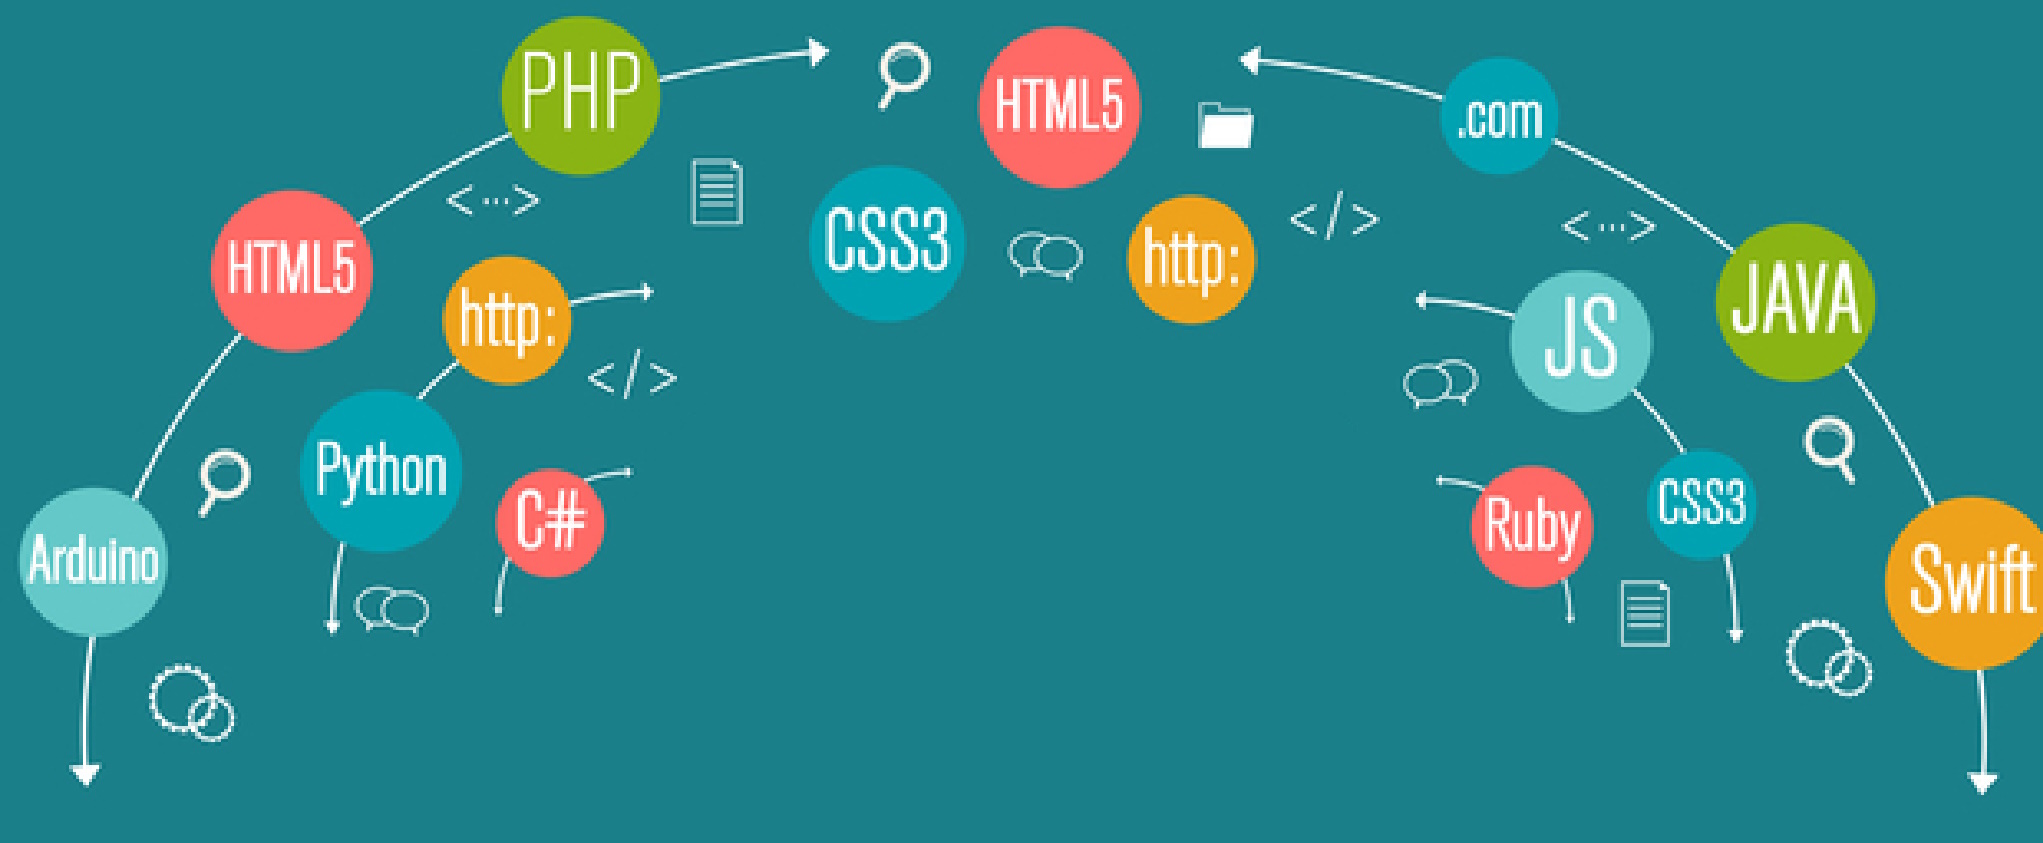 PHP
HTML5
.com
HTML5
CSS3
http:
</>
<...>
<...>
JAVA
http:
JS
</>
Python
C#
Ruby
CSS3
Arduino
Swift